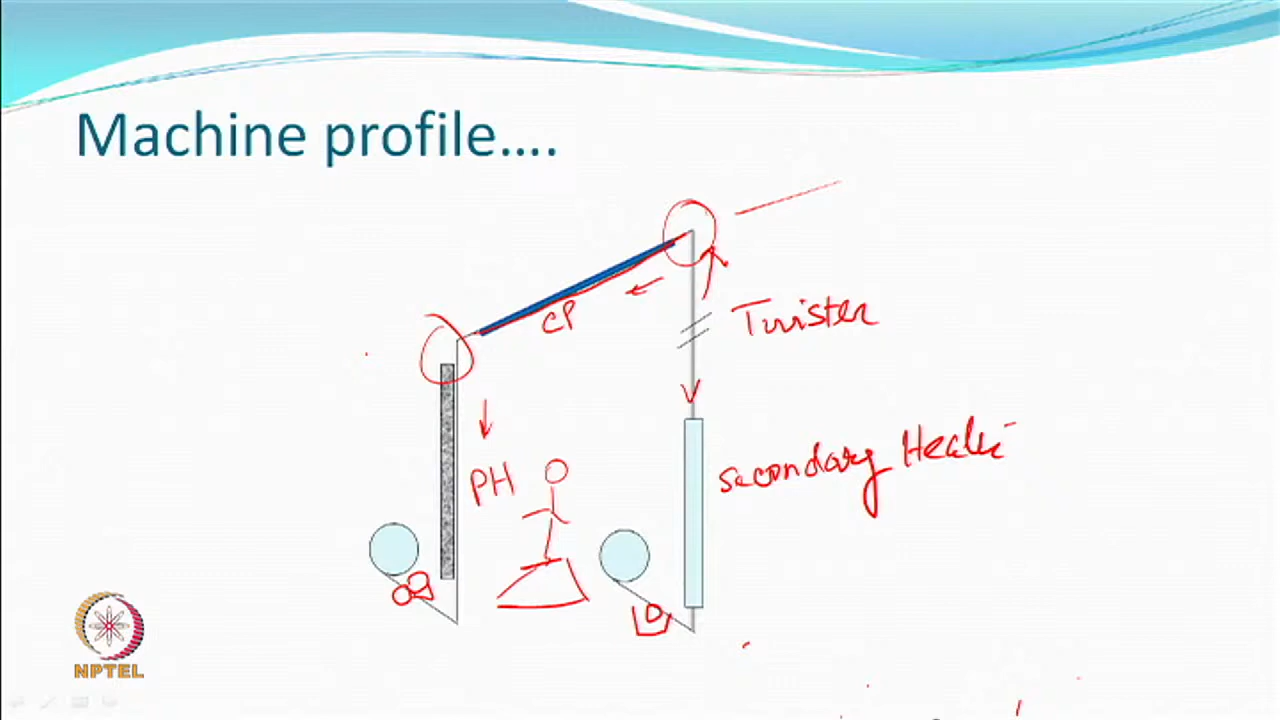 Machine profile….
CP
Twister
PH
secondary Heater
NPTEL